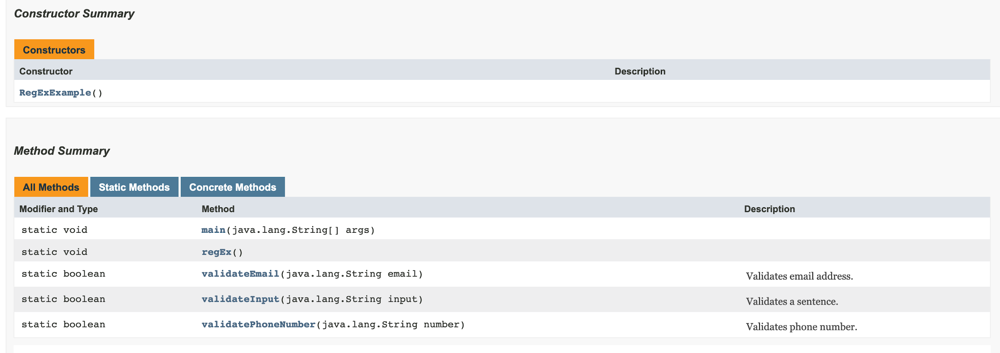 Constructor Summary
Constructors
Constructor Description
RegExExample()
Method Summary
All Methods Static Methods Concrete Methods
Modifier and Type Method Description
static void main(java.lang.String[] args)
static void regEx()
static boolean validateEmail(java.lang.String email) Validates email address.
static boolean validateInput(java.lang.String input) Validates a sentence.
static boolean validatePhoneNumber(java.lang.String number) Validates phone number.